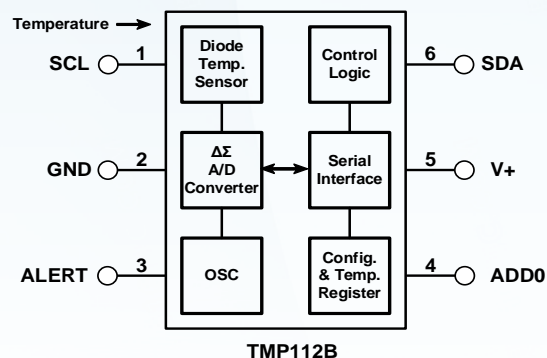 Temperature
SCL
1
Diode
Temp.
Sensor
Control
Logic
6
SDA
GND
2
ΔΣ
A/D
Converter
Serial
Interface
5
V+
ALERT
3
OSC
Config.
& Temp.
Register
4
ADD0
TMP112B